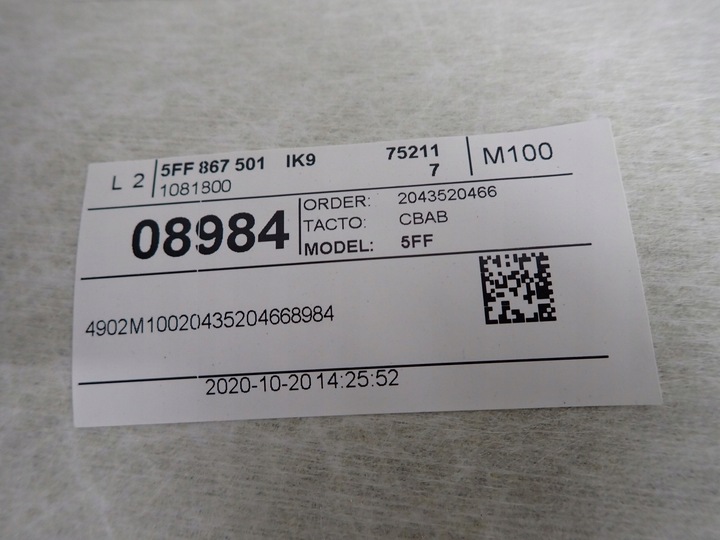 L 2 5FF 867 501 IK9 75211 M100
1081800 7
08984 ORDER: 2043520466
TACTO: CBAB
MODEL: 5FF
4902M10020435204668984
2020-10-20 14:25:52